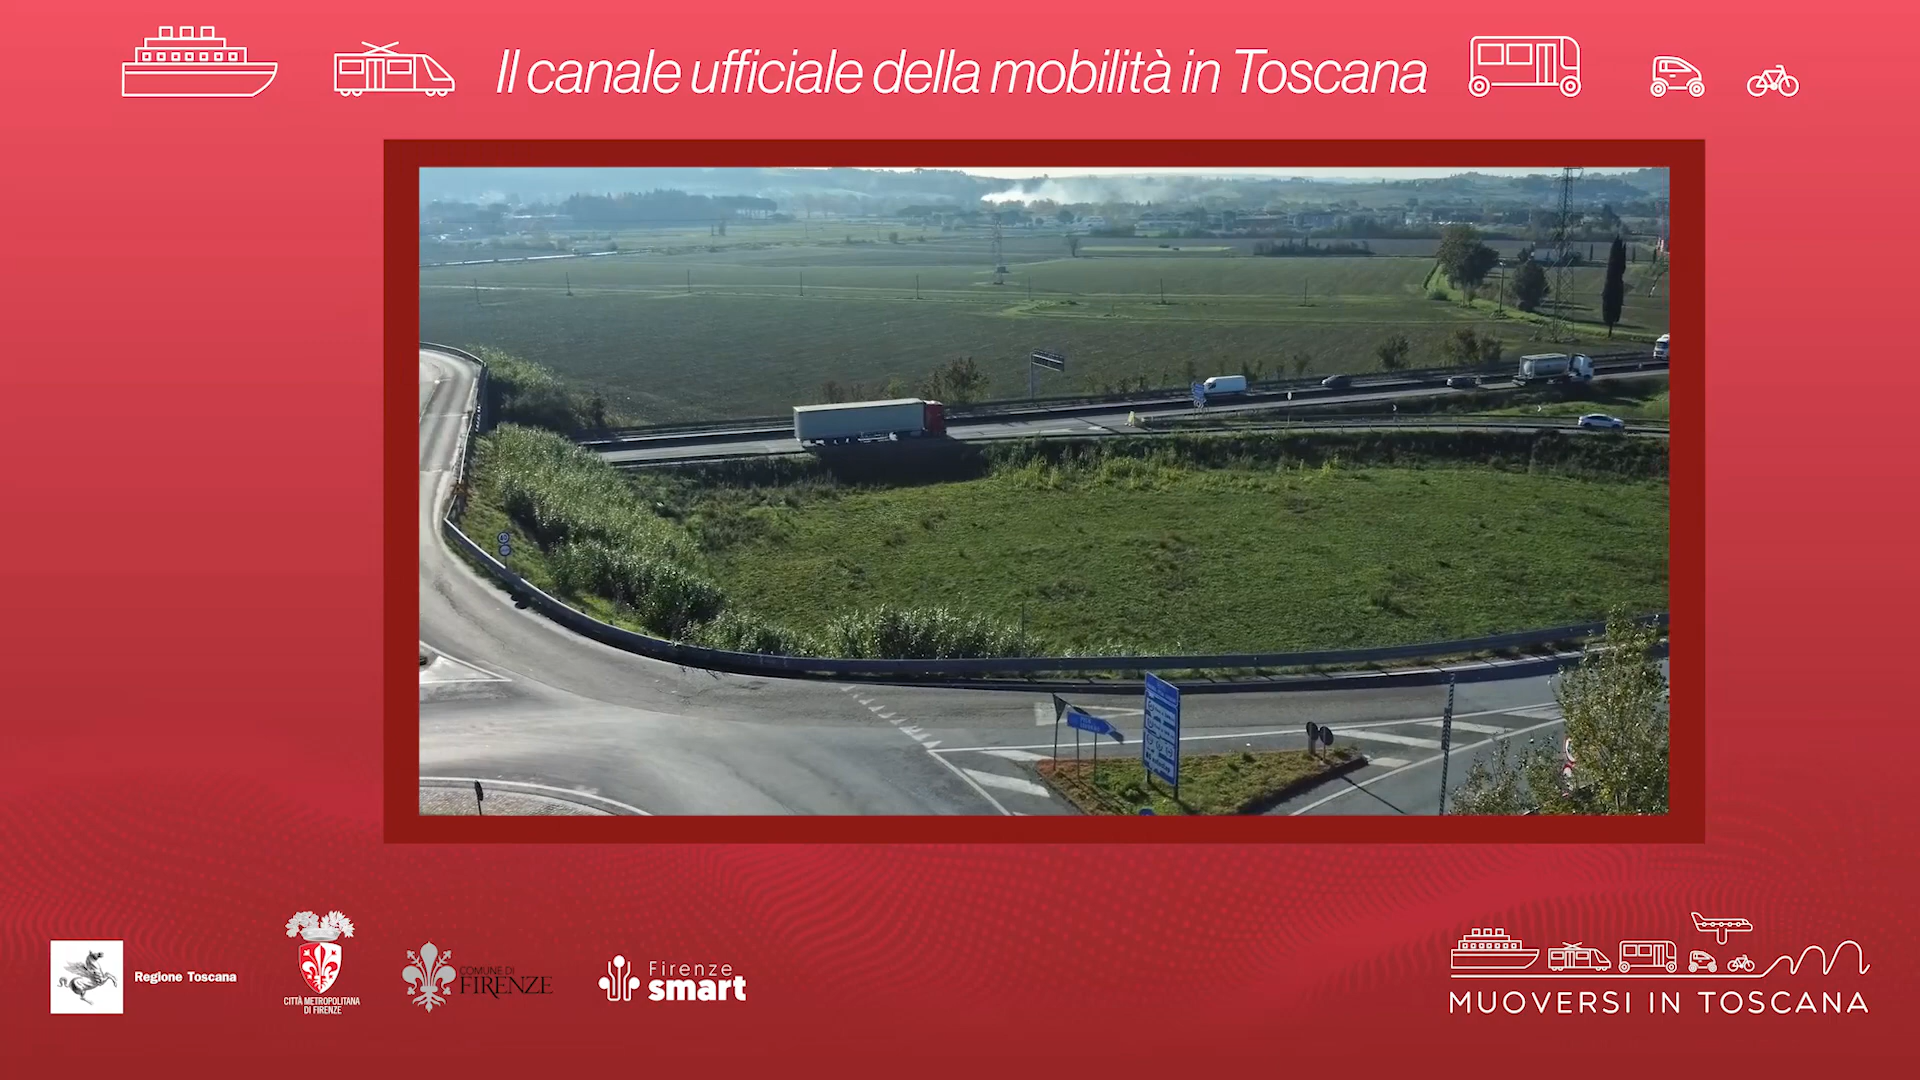 Il canale ufficiale della mobilità in Toscana
Regione Toscana
CITTÀ METROPOLITANA
DI FIRENZE
COMUNE DI
FIRENZE
Firenze
smart
MUOVERSI IN TOSCANA